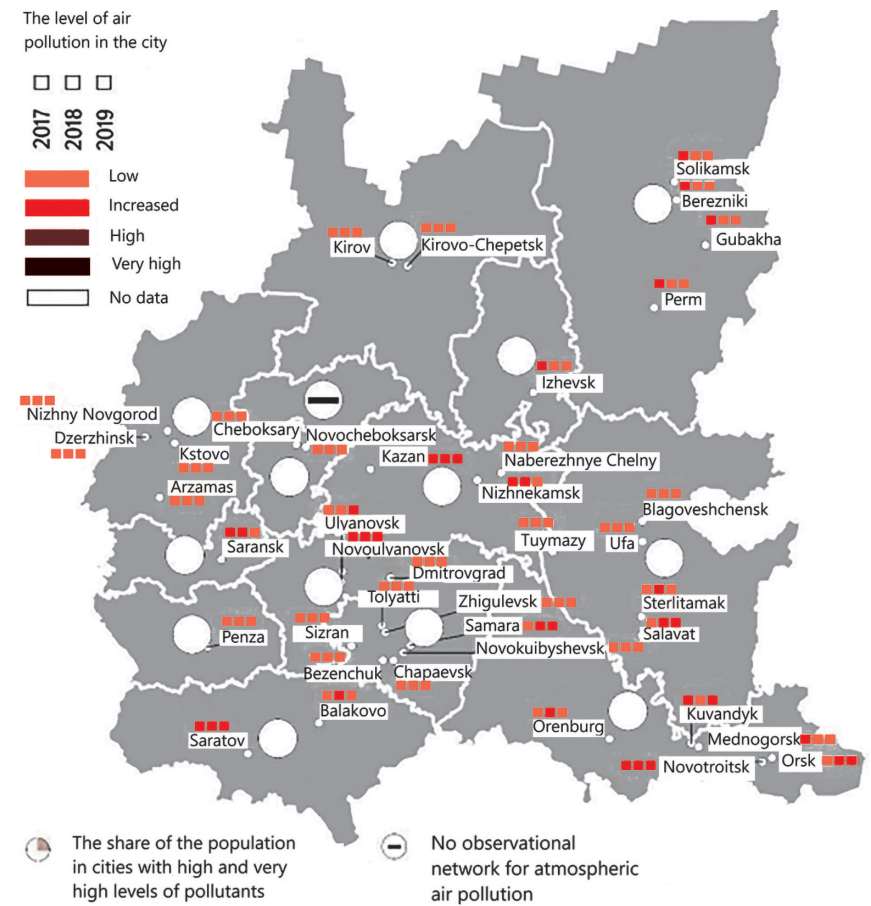 The level of air
pollution in the city
2017
2018
2019
Low
Increased
High
Very high
No data
Solikamsk
Berezniki
Gubakha
Perm
Kirov
Kirovo-Chepetsk
Izhevsk
Nizhny Novgorod
Dzerzhinsk
Kstovo
Arzamas
Cheboksary
Novocheboksarsk
Kazan
Naberezhnye Chelny
Nizhnekamsk
Blagoveshchensk
Tuymazy
Ufa
Ulyanovsk
Saransk
Novoulvanovsk
Dmitrovgrad
Tolyatti
Zhigulevsk
Sterlitamak
Samara
Salavat
Sizran
Penza
Novokuibyshevsk
Bezenchuk
Chapaevsk
Balakovo
Kuvandyk
Orenburg
Saratov
Mednogorsk
Novotroitsk
Orsk
The share of the population
in cities with high and very
high levels of pollutants
No observational
network for atmospheric
air pollution